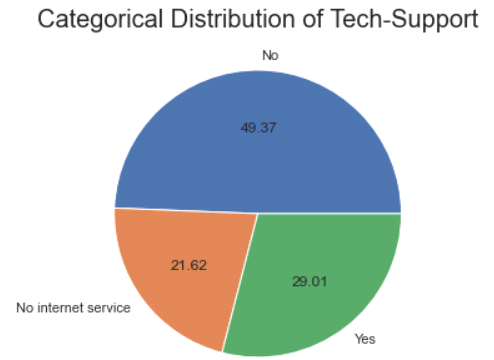 Categorical Distribution of Tech-Support
No
49.37
21.62
29.01
No internet service
Yes